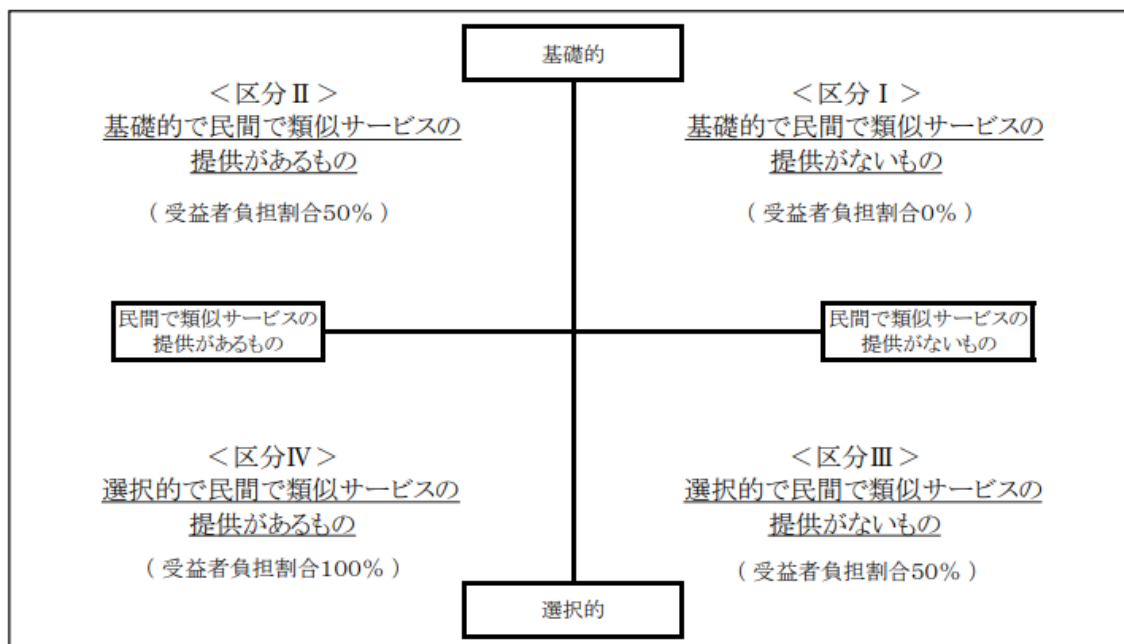 基礎的
＜区分Ⅱ＞
基礎的で民間で類似サービスの
提供があるもの
（ 受益者負担割合50％ ）
＜区分Ⅰ＞
基礎的で民間で類似サービスの
提供がないもの
（ 受益者負担割合0％ ）
民間で類似サービスの
提供があるもの
民間で類似サービスの
提供がないもの
＜区分Ⅳ＞
選択的で民間で類似サービスの
提供があるもの
（ 受益者負担割合100％ ）
＜区分Ⅲ＞
選択的で民間で類似サービスの
提供がないもの
（ 受益者負担割合50％ ）
選択的